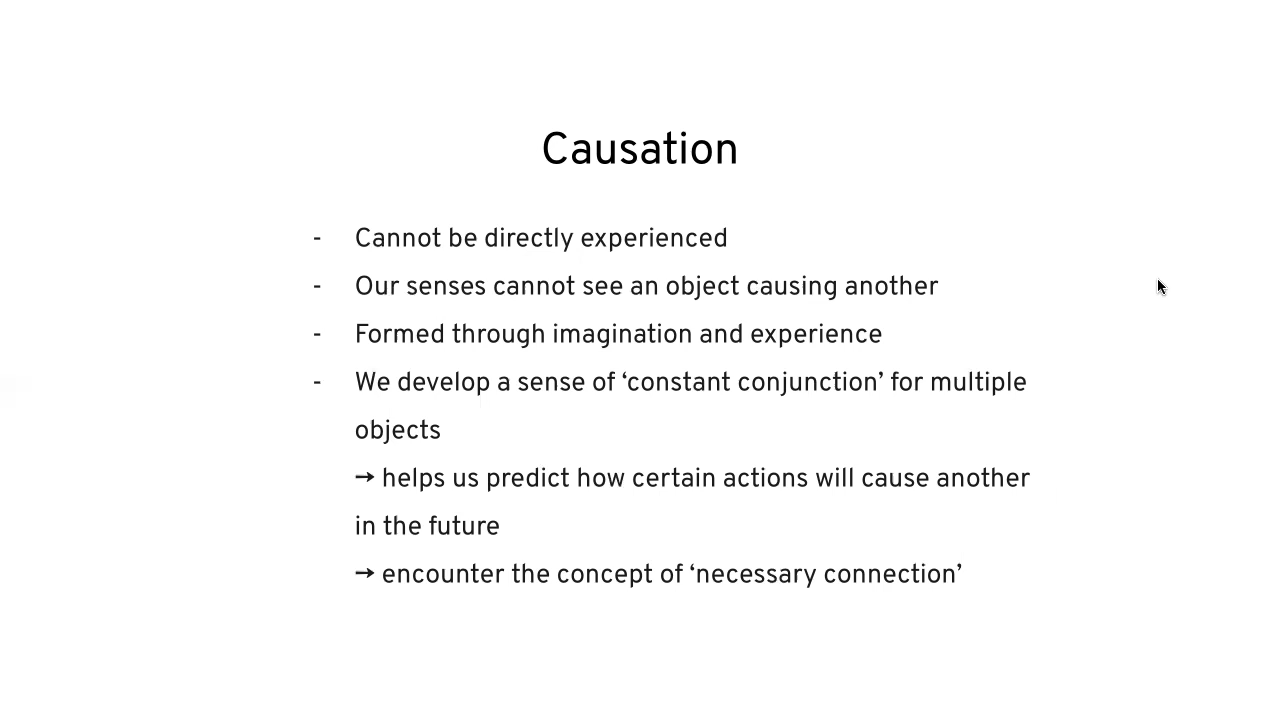 Causation
- Cannot be directly experienced
- Our senses cannot see an object causing another
- Formed through imagination and experience
- We develop a sense of ‘constant conjunction’ for multiple
objects
→ helps us predict how certain actions will cause another
in the future
→ encounter the concept of ‘necessary connection’